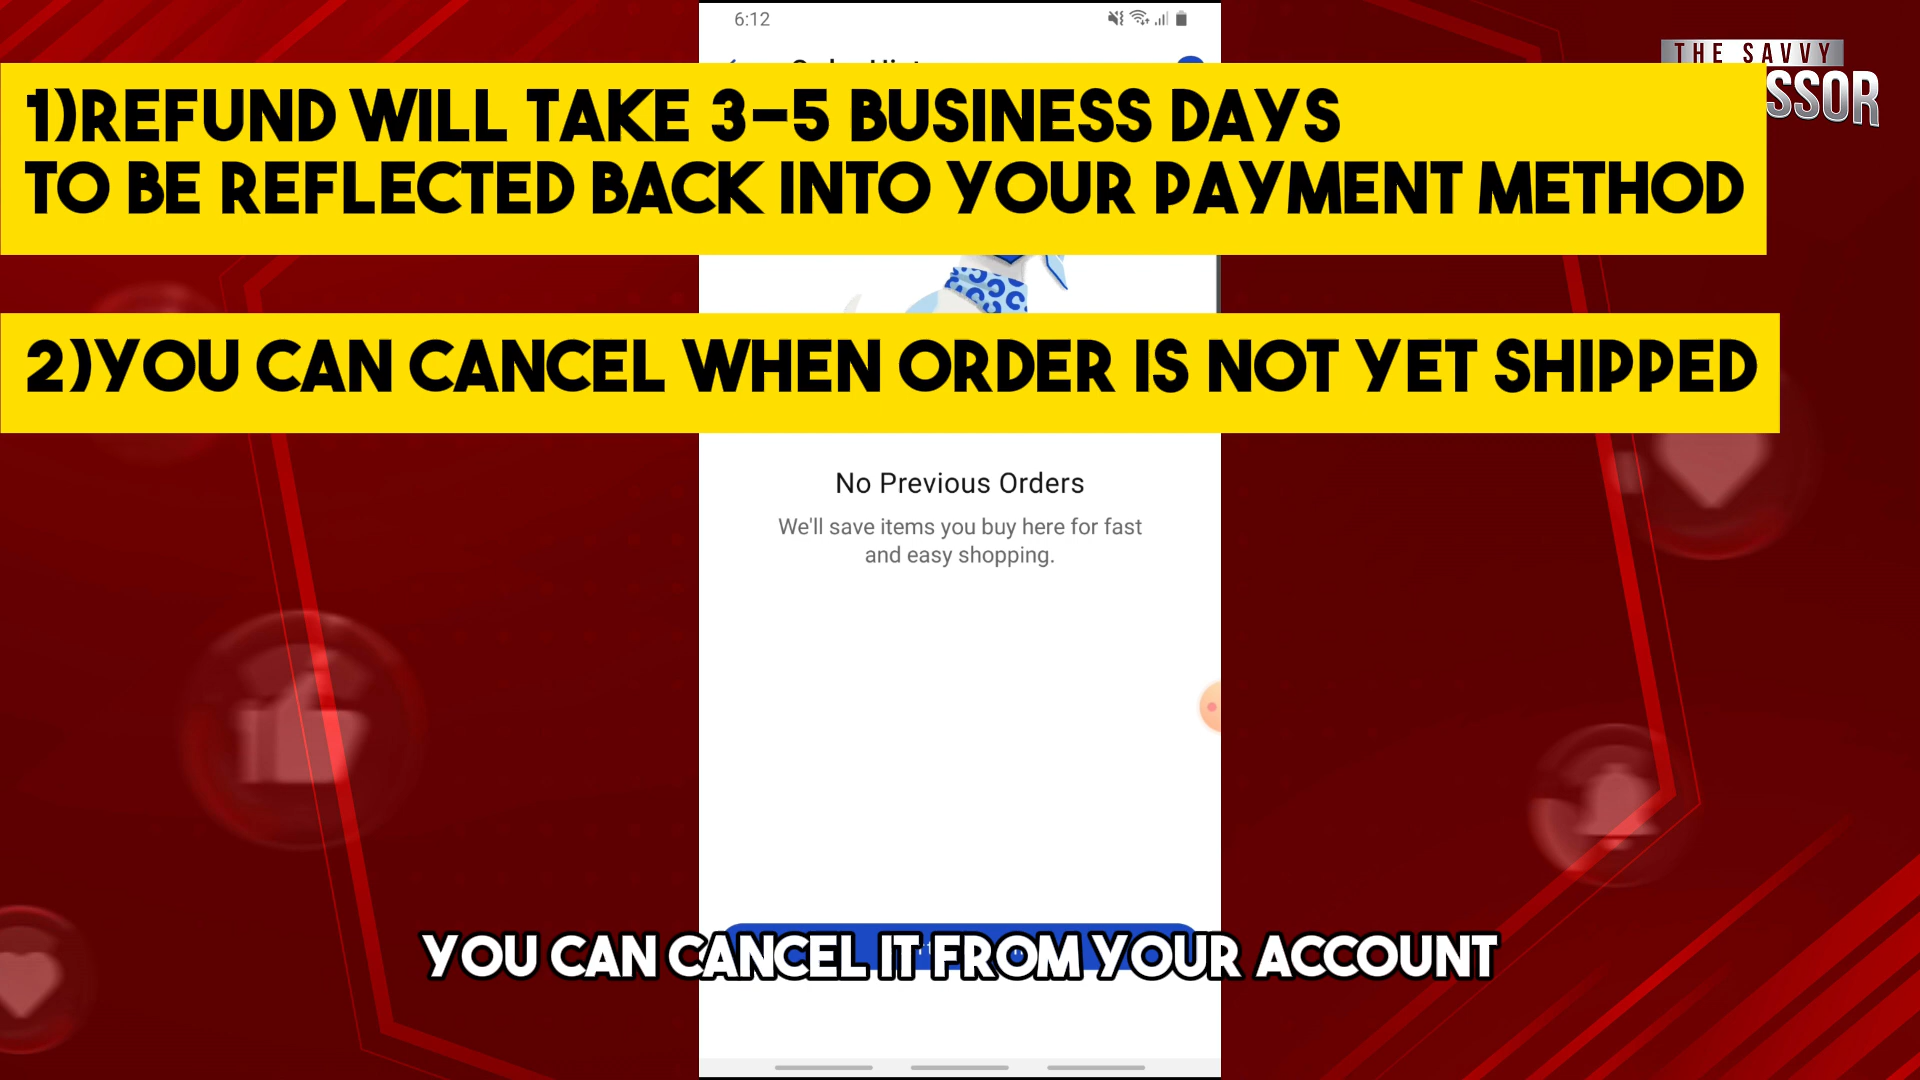 6:12
THE SAVVY
SSOR
1)REFUND WILL TAKE 3-5 BUSINESS DAYS
TO BE REFLECTED BACK INTO YOUR PAYMENT METHOD
2)YOU CAN CANCEL WHEN ORDER IS NOT YET SHIPPED
No Previous Orders
We'll save items you buy here for fast
and easy shopping.
YOU CAN CANCEL IT FROM YOUR ACCOUNT